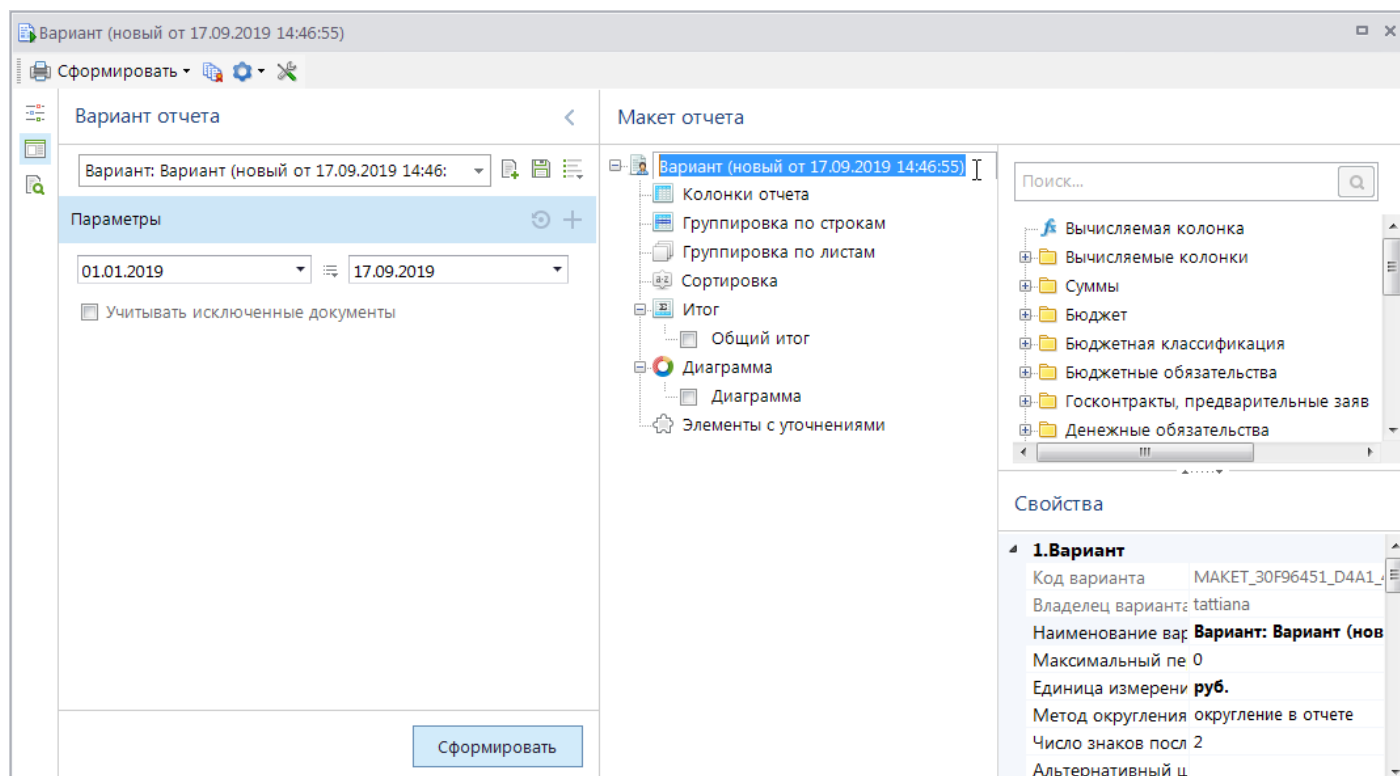 Вариант (новый от 17.09.2019 14:46:55)
Сформировать
Вариант отчета
Вариант: Вариант (новый от 17.09.2019 14:46:
Параметры
01.01.2019
17.09.2019
Учитывать исключенные документы
Сформировать
Макет отчета
Вариант (новый от 17.09.2019 14:46:55)
Колонки отчета
Группировка по строкам
Группировка по листам
a-z Сортировка
Σ Итог
Общий итог
Диаграмма
Диаграмма
Элементы с уточнениями
Поиск...
fx Вычисляемая колонка
Вычисляемые колонки
Суммы
Бюджет
Бюджетная классификация
Бюджетные обязательства
Госконтракты, предварительные заяв
Денежные обязательства
Свойства
1.Вариант
Код варианта MAKET_30F96451_D4A1_
Владелец варианта tattiana
Наименование вар Вариант: Вариант (нов
Максимальный пе 0
Единица измерени руб.
Метод округления округление в отчете
Число знаков посл 2
Альтернативный ц